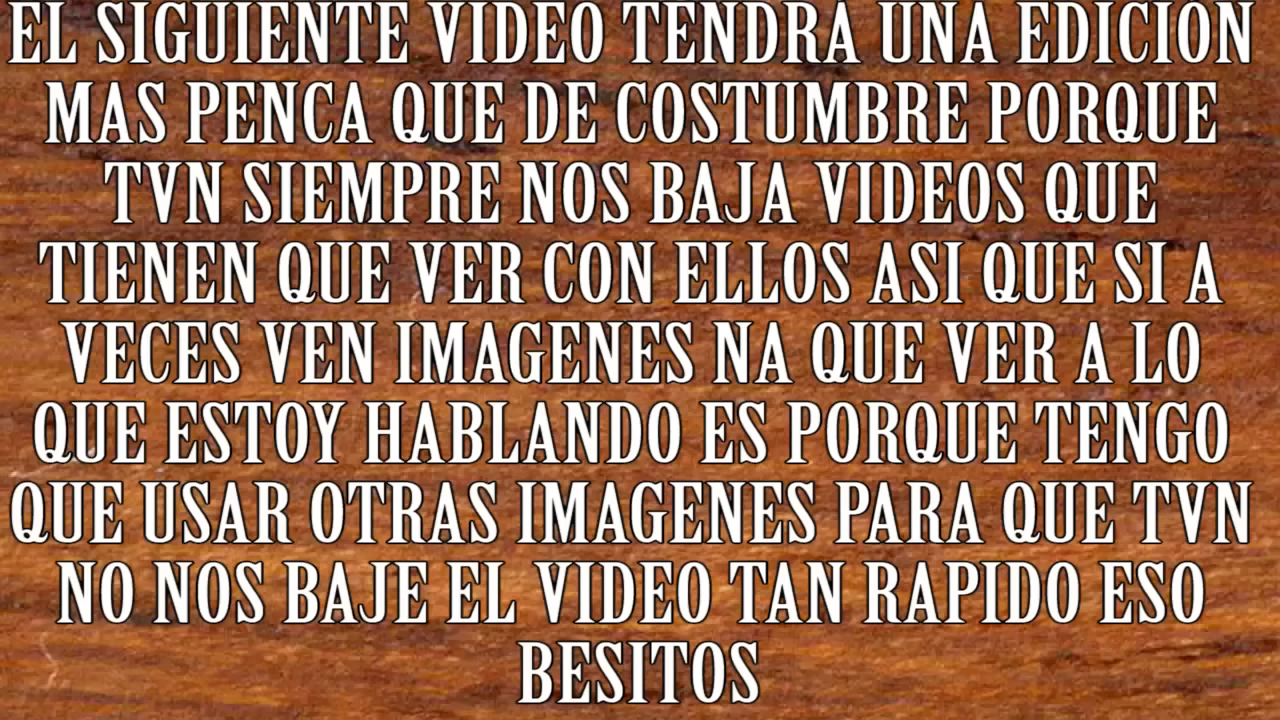 EL SIGUIENTE VIDEO TENDRA UNA EDICION
MAS PENCA QUE DE COSTUMBRE PORQUE
TVN SIEMPRE NOS BAJA VIDEOS QUE
TIENEN QUE VER CON ELLOS ASI QUE SI A
VECES VEN IMAGENES NA QUE VER A LO
QUE ESTOY HABLANDO ES PORQUE TENGO
QUE USAR OTRAS IMAGENES PARA QUE TVN
NO NOS BAJE EL VIDEO TAN RAPIDO ESO
BESITOS